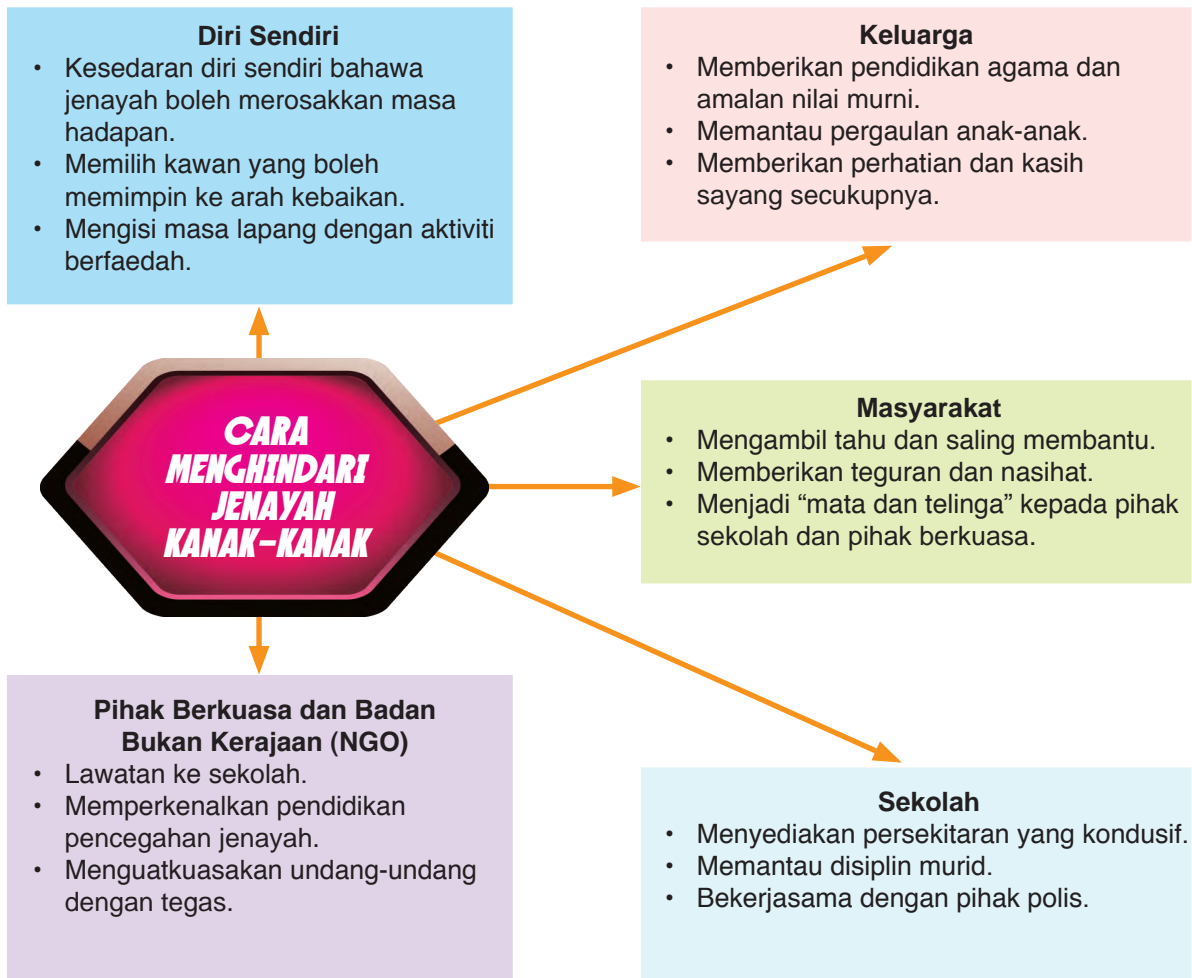 Diri Sendiri
• Kesedaran diri sendiri bahawa
jenayah boleh merosakkan masa
hadapan.
• Memilih kawan yang boleh
memimpin ke arah kebaikan.
• Mengisi masa lapang dengan aktiviti
berfaedah.
Keluarga
• Memberikan pendidikan agama dan
amalan nilai murni.
• Memantau pergaulan anak-anak.
• Memberikan perhatian dan kasih
sayang secukupnya.
CARA
MENGHINDARI
JENAYAH
KANAK-KANAK
Masyarakat
• Mengambil tahu dan saling membantu.
• Memberikan teguran dan nasihat.
• Menjadi “mata dan telinga” kepada pihak
sekolah dan pihak berkuasa.
Pihak Berkuasa dan Badan
Bukan Kerajaan (NGO)
• Lawatan ke sekolah.
• Memperkenalkan pendidikan
pencegahan jenayah.
• Menguatkuasakan undang-undang
dengan tegas.
Sekolah
• Menyediakan persekitaran yang kondusif.
• Memantau disiplin murid.
• Bekerjasama dengan pihak polis.